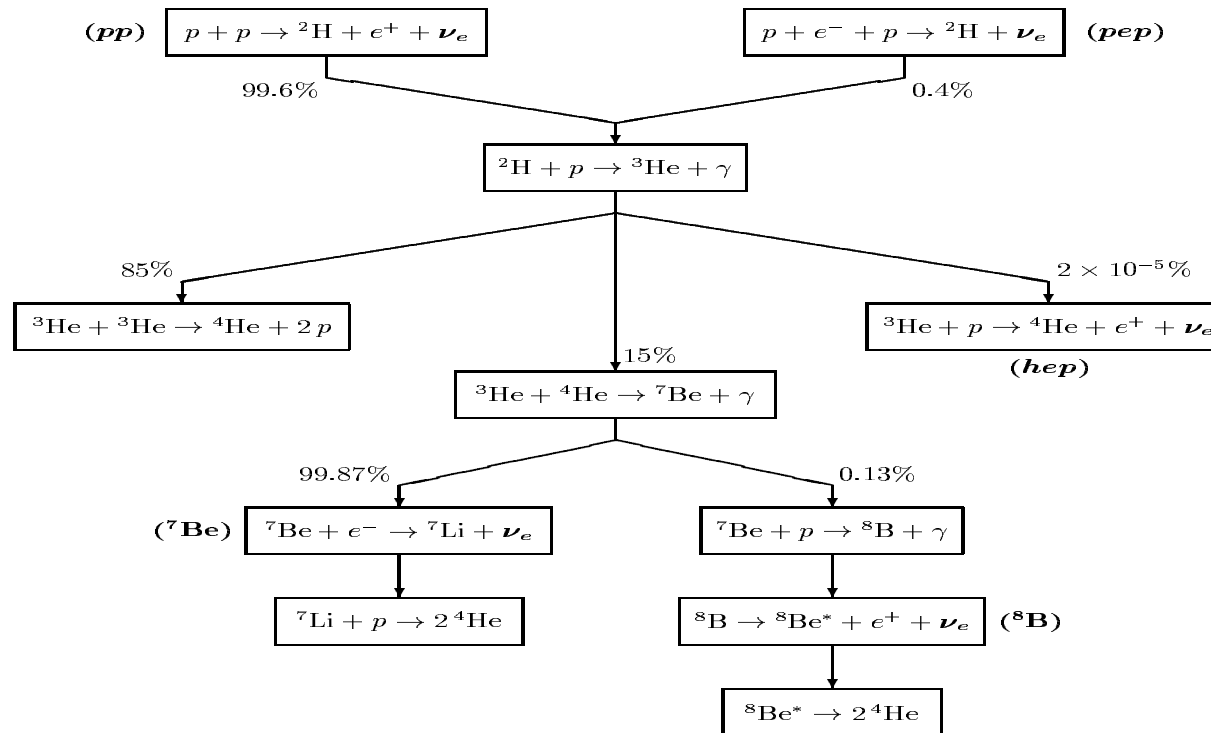 (pp) p + p → ²H + e⁺ + νₑ
p + e⁻ + p → ²H + νₑ (pep)
99.6%
0.4%
²H + p → ³He + γ
85%
2 × 10⁻⁵%
³He + ³He → ⁴He + 2 p
³He + p → ⁴He + e⁺ + νₑ
15%
(hep)
³He + ⁴He → ⁷Be + γ
99.87%
0.13%
(⁷Be) ⁷Be + e⁻ → ⁷Li + νₑ
⁷Be + p → ⁸B + γ
⁷Li + p → 2 ⁴He
⁸B → ⁸Be* + e⁺ + νₑ (⁸B)
⁸Be* → 2 ⁴He